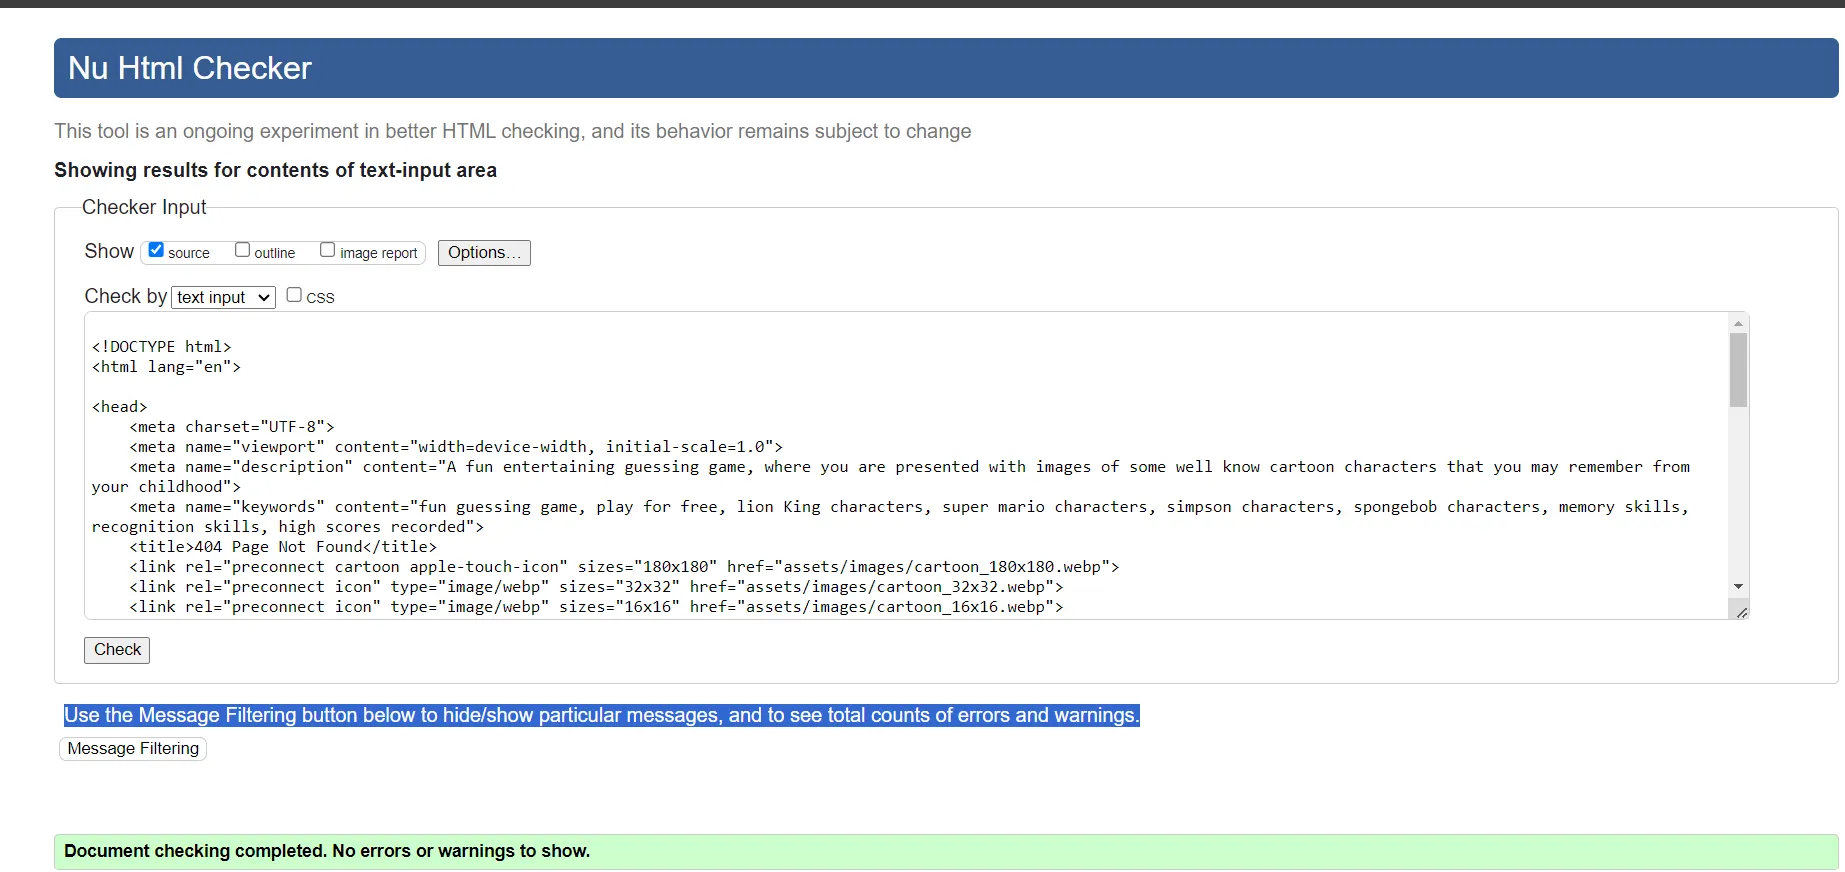 Nu Html Checker
This tool is an ongoing experiment in better HTML checking, and its behavior remains subject to change
Showing results for contents of text-input area
Checker Input
Show source outline image report Options...
Check by text input CSS
<!DOCTYPE html>
<html lang="en">
<head>
<meta charset="UTF-8">
<meta name="viewport" content="width=device-width, initial-scale=1.0">
<meta name="description" content="A fun entertaining guessing game, where you are presented with images of some well know cartoon characters that you may remember from
your childhood">
<meta name="keywords" content="fun guessing game, play for free, lion King characters, super mario characters, simpson characters, spongebob characters, memory skills,
recognition skills, high scores recorded">
<title>404 Page Not Found</title>
<link rel="preconnect cartoon apple-touch-icon" sizes="180x180" href="assets/images/cartoon_180x180.webp">
<link rel="preconnect icon" type="image/webp" sizes="32x32" href="assets/images/cartoon_32x32.webp">
<link rel="preconnect icon" type="image/webp" sizes="16x16" href="assets/images/cartoon_16x16.webp">
Check
Use the Message Filtering button below to hide/show particular messages, and to see total counts of errors and warnings.
Message Filtering
Document checking completed. No errors or warnings to show.